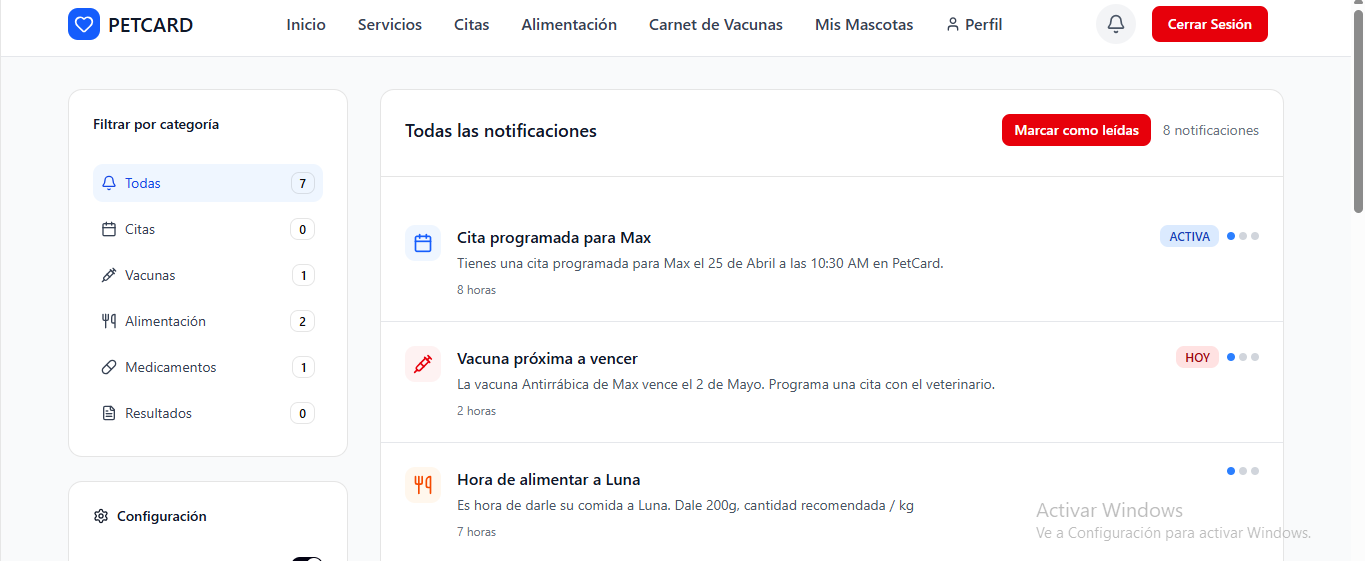 PETCARD
Inicio
Servicios
Citas
Alimentación
Carnet de Vacunas
Mis Mascotas
Perfil
Cerrar Sesión
Filtrar por categoría
Todas 7
Citas 0
Vacunas 1
Alimentación 2
Medicamentos 1
Resultados 0
Configuración
Todas las notificaciones
Marcar como leídas
8 notificaciones
Cita programada para Max
ACTIVA
Tienes una cita programada para Max el 25 de Abril a las 10:30 AM en PetCard.
8 horas
Vacuna próxima a vencer
HOY
La vacuna Antirrábica de Max vence el 2 de Mayo. Programa una cita con el veterinario.
2 horas
Hora de alimentar a Luna
Es hora de darle su comida a Luna. Dale 200g, cantidad recomendada / kg
7 horas
Activar Windows
Ve a Configuración para activar Windows.